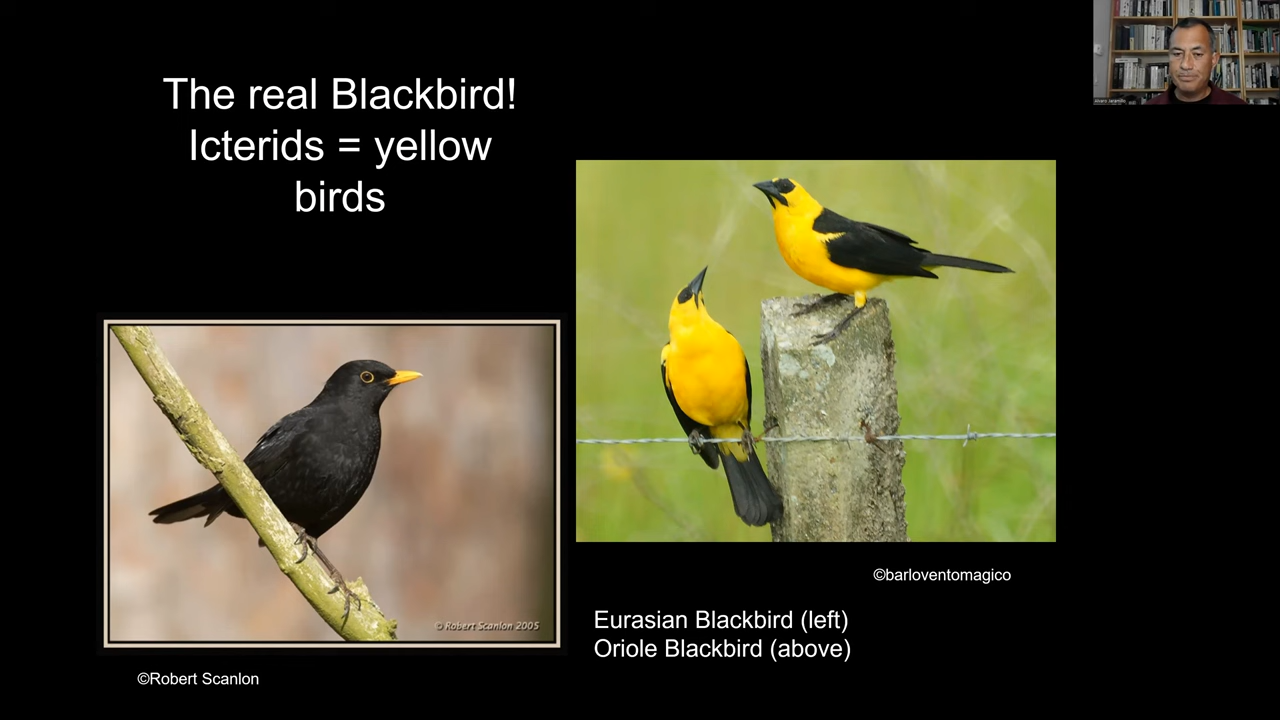 The real Blackbird!
Icterids = yellow
birds
© Robert Scanlon 2005
©barloventomagico
Eurasian Blackbird (left)
Oriole Blackbird (above)
©Robert Scanlon